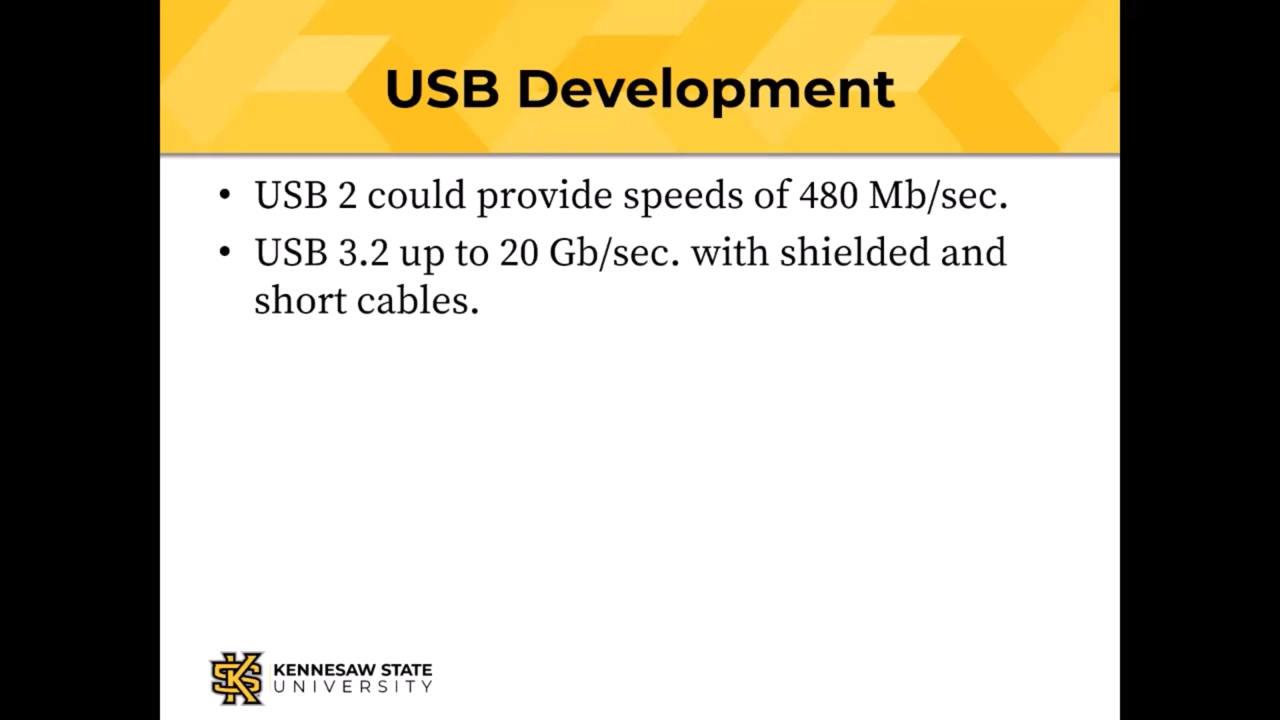 USB Development
• USB 2 could provide speeds of 480 Mb/sec.
• USB 3.2 up to 20 Gb/sec. with shielded and
short cables.
KENNESAW STATE
UNIVERSITY